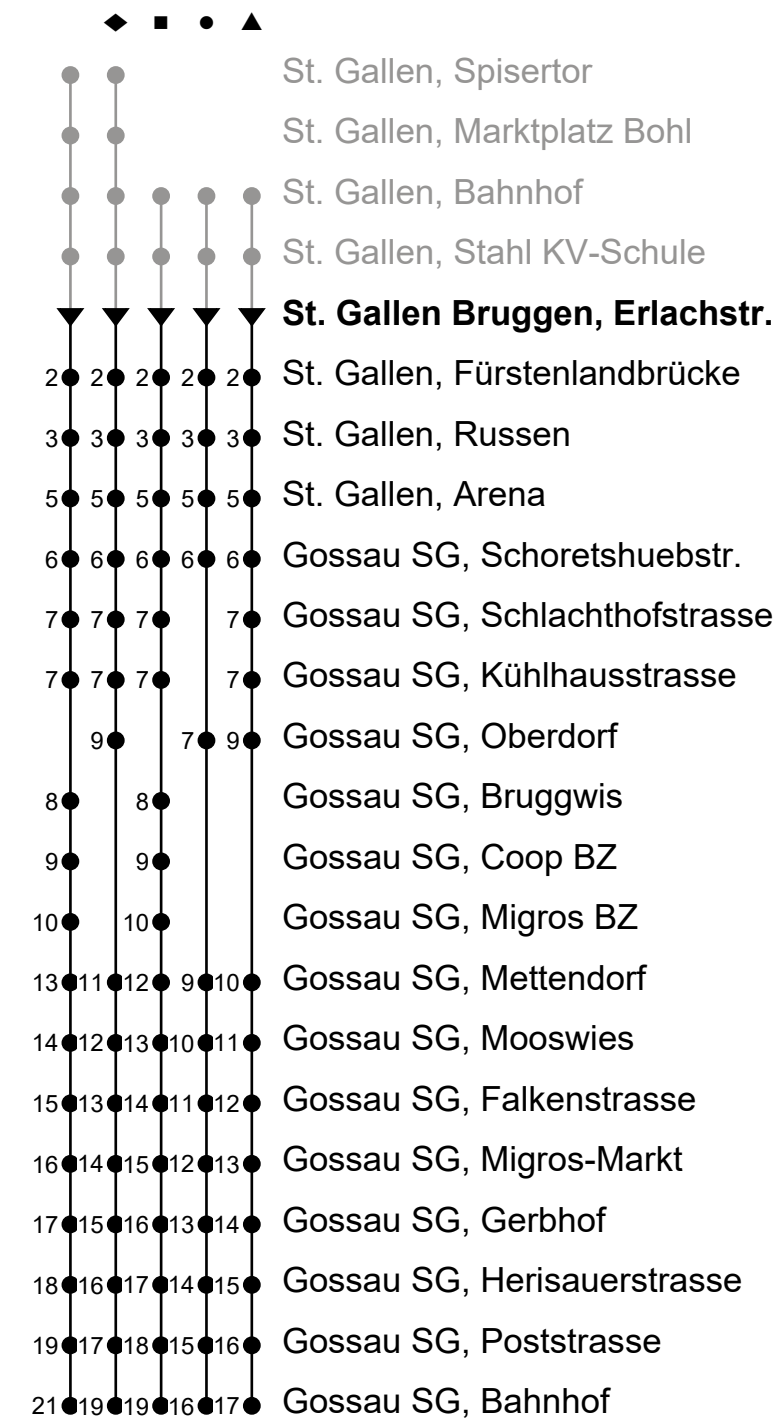 St. Gallen, Spisertor
St. Gallen, Marktplatz Bohl
St. Gallen, Bahnhof
St. Gallen, Stahl KV-Schule
St. Gallen Bruggen, Erlachstr.
2 2 2 2 2 St. Gallen, Fürstenlandbrücke
3 3 3 3 3 St. Gallen, Russen
5 5 5 5 5 St. Gallen, Arena
6 6 6 6 6 Gossau SG, Schoretshuebstr.
7 7 7 7 Gossau SG, Schlachthofstrasse
7 7 7 7 Gossau SG, Kühlhausstrasse
9 7 9 Gossau SG, Oberdorf
8 8 Gossau SG, Bruggwis
9 9 Gossau SG, Coop BZ
10 10 Gossau SG, Migros BZ
13 11 12 9 10 Gossau SG, Mettendorf
14 12 13 10 11 Gossau SG, Mooswies
15 13 14 11 12 Gossau SG, Falkenstrasse
16 14 15 12 13 Gossau SG, Migros-Markt
17 15 16 13 14 Gossau SG, Gerbhof
18 16 17 14 15 Gossau SG, Herisauerstrasse
19 17 18 15 16 Gossau SG, Poststrasse
21 19 19 16 17 Gossau SG, Bahnhof